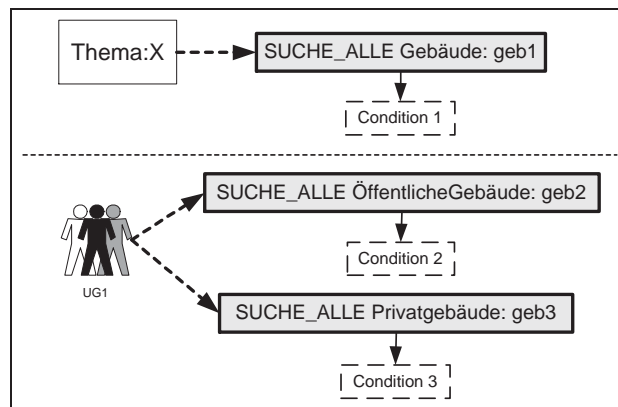 Thema:X
SUCHE_ALLE Gebäude: geb1
Condition 1
SUCHE_ALLE ÖffentlicheGebäude: geb2
Condition 2
UG1
SUCHE_ALLE Privatgebäude: geb3
Condition 3